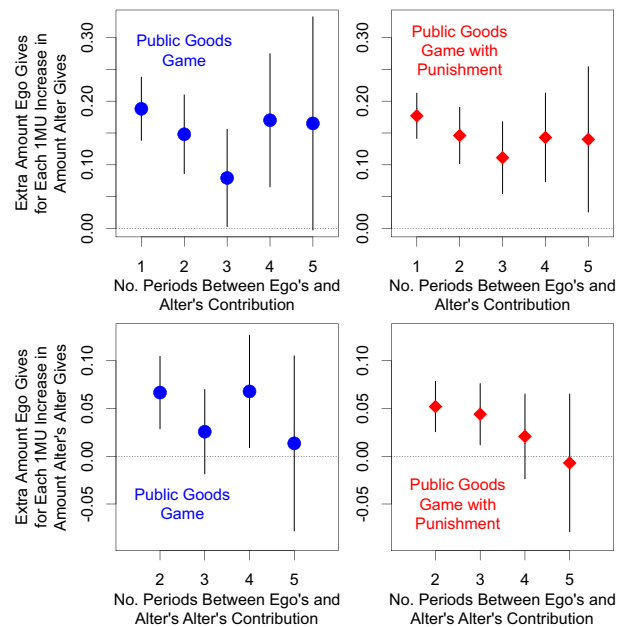 Extra Amount Ego Gives
for Each 1MU Increase in
Amount Alter Gives
0.00 0.10 0.20 0.30
Public Goods
Game
1 2 3 4 5
No. Periods Between Ego's and
Alter's Contribution
0.00 0.10 0.20 0.30
Public Goods
Game with
Punishment
1 2 3 4 5
No. Periods Between Ego's and
Alter's Contribution
Extra Amount Ego Gives
for Each 1MU Increase in
Amount Alter's Alter Gives
-0.05 0.00 0.05 0.10
Public Goods
Game
2 3 4 5
No. Periods Between Ego's and
Alter's Alter's Contribution
-0.05 0.00 0.05 0.10
Public Goods
Game with
Punishment
2 3 4 5
No. Periods Between Ego's and
Alter's Alter's Contribution